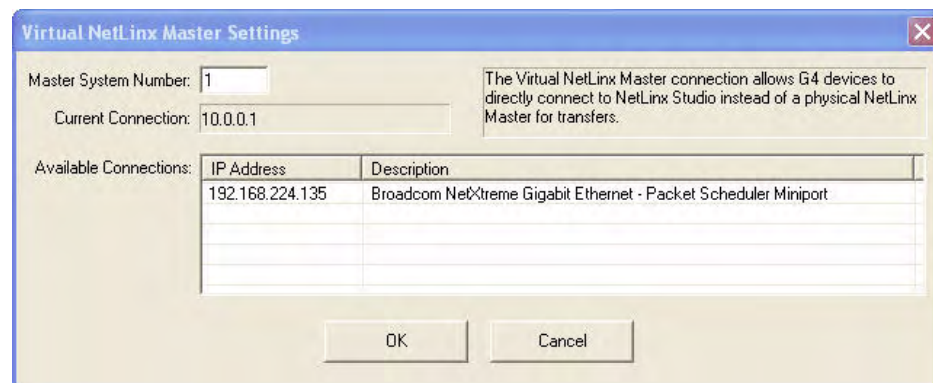 Virtual NetLinx Master Settings
Master System Number: 1
The Virtual NetLinx Master connection allows G4 devices to
directly connect to NetLinx Studio instead of a physical NetLinx
Master for transfers.
Current Connection: 10.0.0.1
Available Connections:
IP Address Description
192.168.224.135 Broadcom NetXtreme Gigabit Ethernet - Packet Scheduler Miniport
OK Cancel